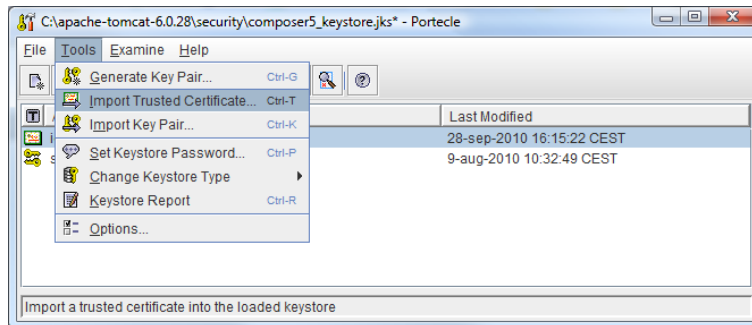 C:\apache-tomcat-6.0.28\security\composer5_keystore.jks* - Portecle
File Tools Examine Help
Generate Key Pair... Ctrl-G
Import Trusted Certificate... Ctrl-T
Import Key Pair... Ctrl-K
Set Keystore Password... Ctrl-P
Change Keystore Type
Keystore Report Ctrl-R
Options...
T Last Modified
28-sep-2010 16:15:22 CEST
9-aug-2010 10:32:49 CEST
Import a trusted certificate into the loaded keystore